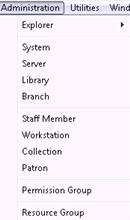 Administration Utilities Wind
Explorer
System
Server
Library
Branch
Staff Member
Workstation
Collection
Patron
Permission Group
Resource Group